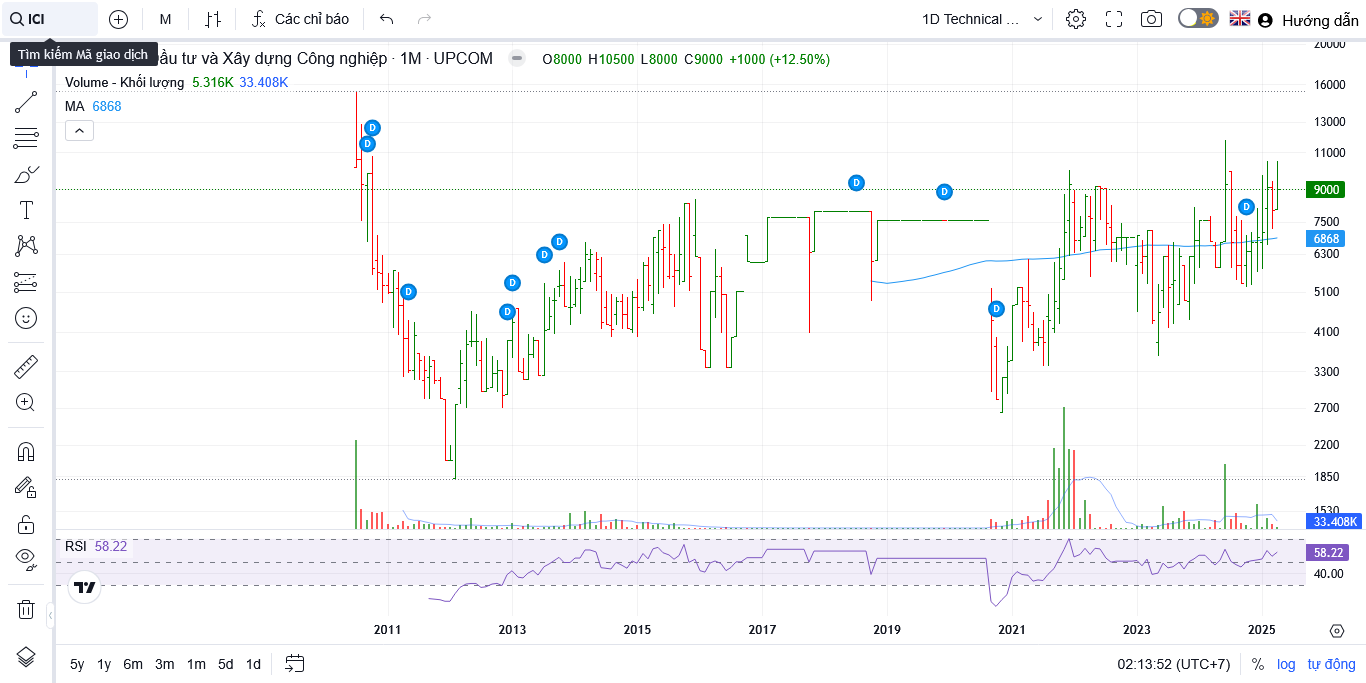 ICI
M
Các chỉ báo
1D Technical ...
Hướng dẫn
Tìm kiếm Mã giao dịch
ầu tư và Xây dựng Công nghiệp · 1M · UPCOM
O8000 H10500 L8000 C9000 +1000 (+12.50%)
Volume - Khối lượng 5.316K 33.408K
MA 6868
D
D
D
D
D
D
D
D
D
D
D
20000
16000
13000
11000
9000
7500
6868
6300
5100
4100
3300
2700
2200
1850
1530
33.408K
RSI 58.22
58.22
40.00
2011 2013 2015 2017 2019 2021 2023 2025
5y 1y 6m 3m 1m 5d 1d
02:13:52 (UTC+7) % log tự động